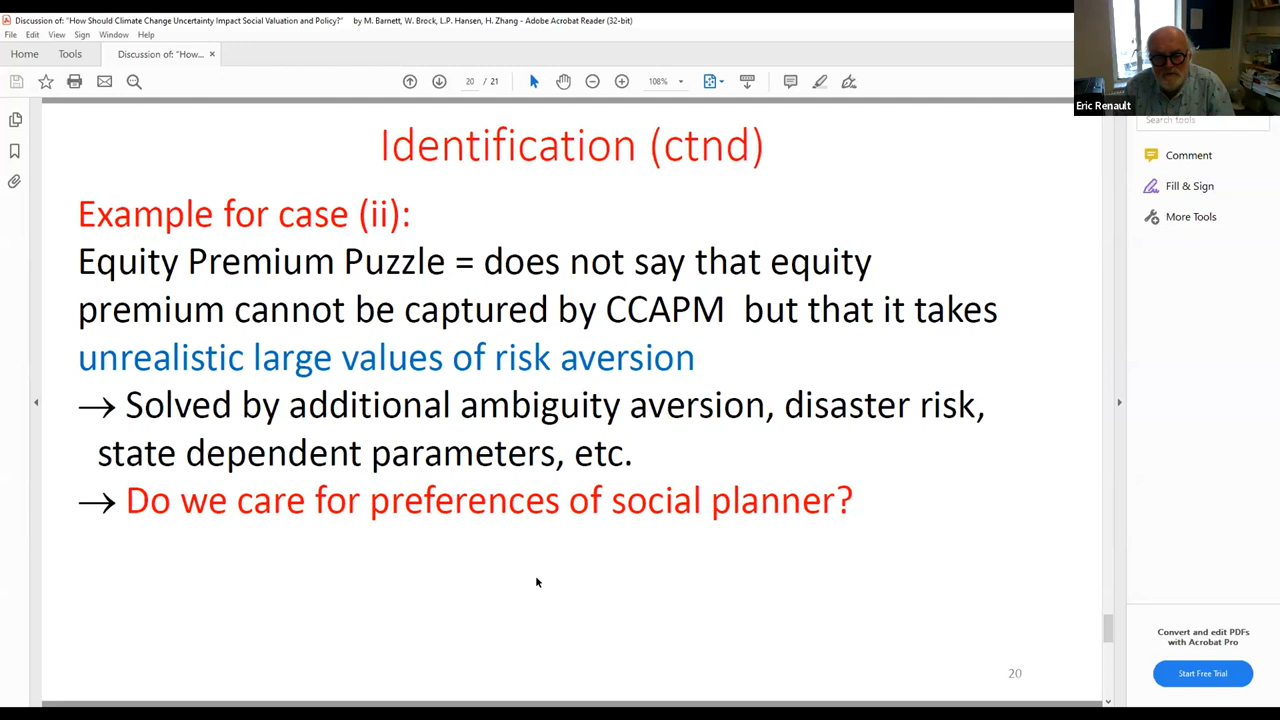 Discussion of: "How Should Climate Change Uncertainty Impact Social Valuation and Policy?" by M. Barnett, W. Brock, L.P. Hansen, H. Zhang - Adobe Acrobat Reader (32-bit)
File Edit View Sign Window Help
Home Tools Discussion of: "How... ×
20 / 21 108%
Eric Renault
Search tools
Comment
Fill & Sign
More Tools
Identification (ctnd)
Example for case (ii):
Equity Premium Puzzle = does not say that equity
premium cannot be captured by CCAPM but that it takes
unrealistic large values of risk aversion
→ Solved by additional ambiguity aversion, disaster risk,
state dependent parameters, etc.
→ Do we care for preferences of social planner?
20
Convert and edit PDFs
with Acrobat Pro
Start Free Trial